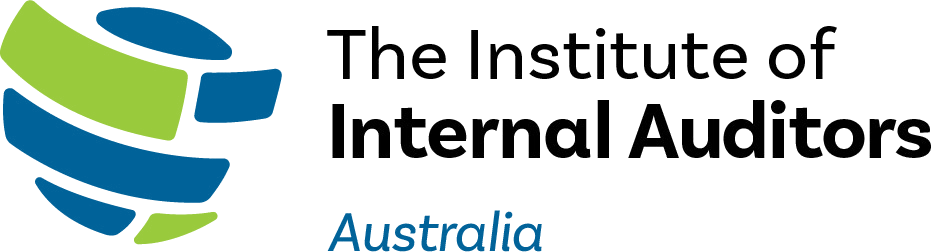 The Institute of
Internal Auditors
Australia